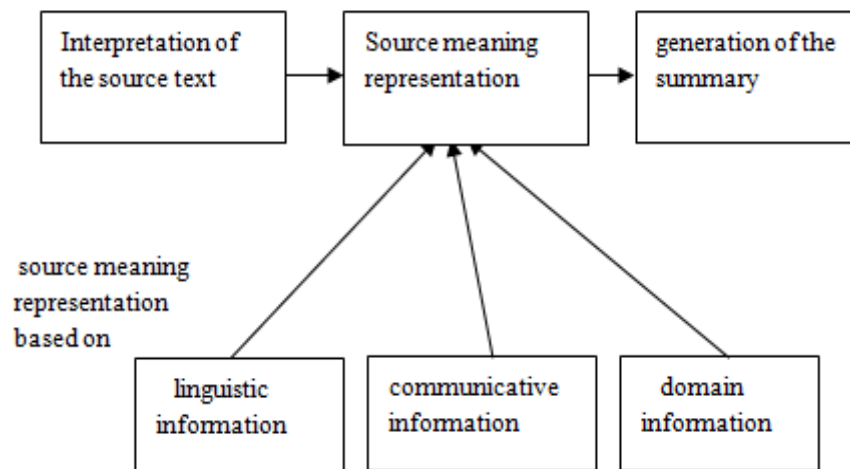 Interpretation of
the source text
Source meaning
representation
generation of the
summary
source meaning
representation
based on
linguistic
information
communicative
information
domain
information